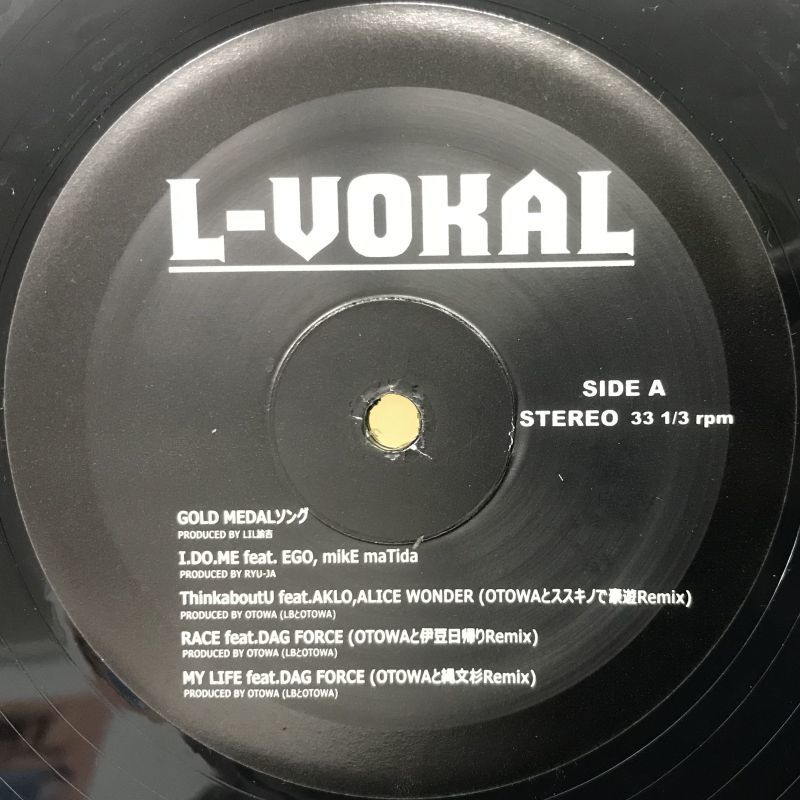 L-VOKAL
SIDE A
STEREO 33 1/3 rpm
GOLD MEDALソング
PRODUCED BY LIL諭吉
I.DO.ME feat. EGO, mikE maTida
PRODUCED BY RYU-JA
ThinkaboutU feat.AKLO,ALICE WONDER (OTOWAとススキノで豪遊Remix)
PRODUCED BY OTOWA (LBとOTOWA)
RACE feat.DAG FORCE (OTOWAと伊豆日帰りRemix)
PRODUCED BY OTOWA (LBとOTOWA)
MY LIFE feat.DAG FORCE (OTOWAと縄文杉Remix)
PRODUCED BY OTOWA (LBとOTOWA)